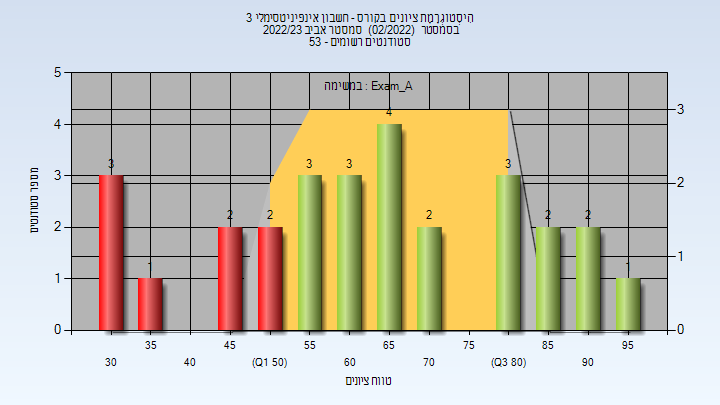 היסטוגרמת ציונים בקורס - חשבון אינפיניטסימלי 3
בסמסטר (02/2022) סמסטר אביב 2022/23
סטודנטים רשומים - 53
במשימה : Exam_A
מספר סטודנטים
5
4
3
2
1
0
3
2
1
0
3
1
2
2
3
3
4
2
3
2
2
1
35 45 55 65 75 85 95
30 40 (Q1 50) 60 70 (Q3 80) 90
טווח ציונים